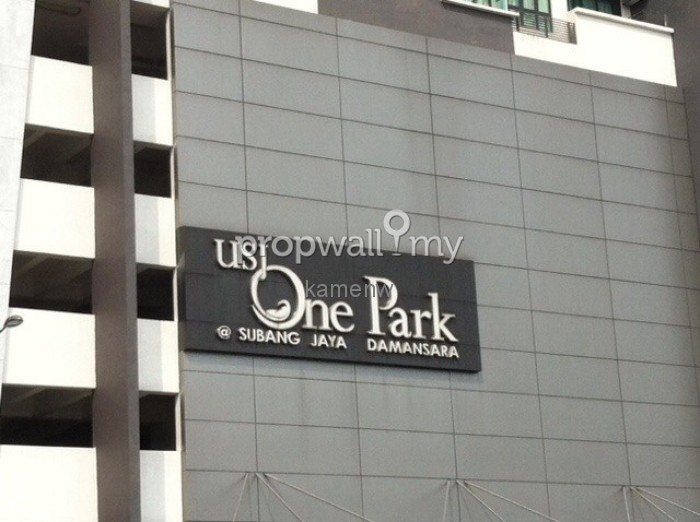 usj
One Park
@ SUBANG JAYA DAMANSARA
propwall.my
kamenw